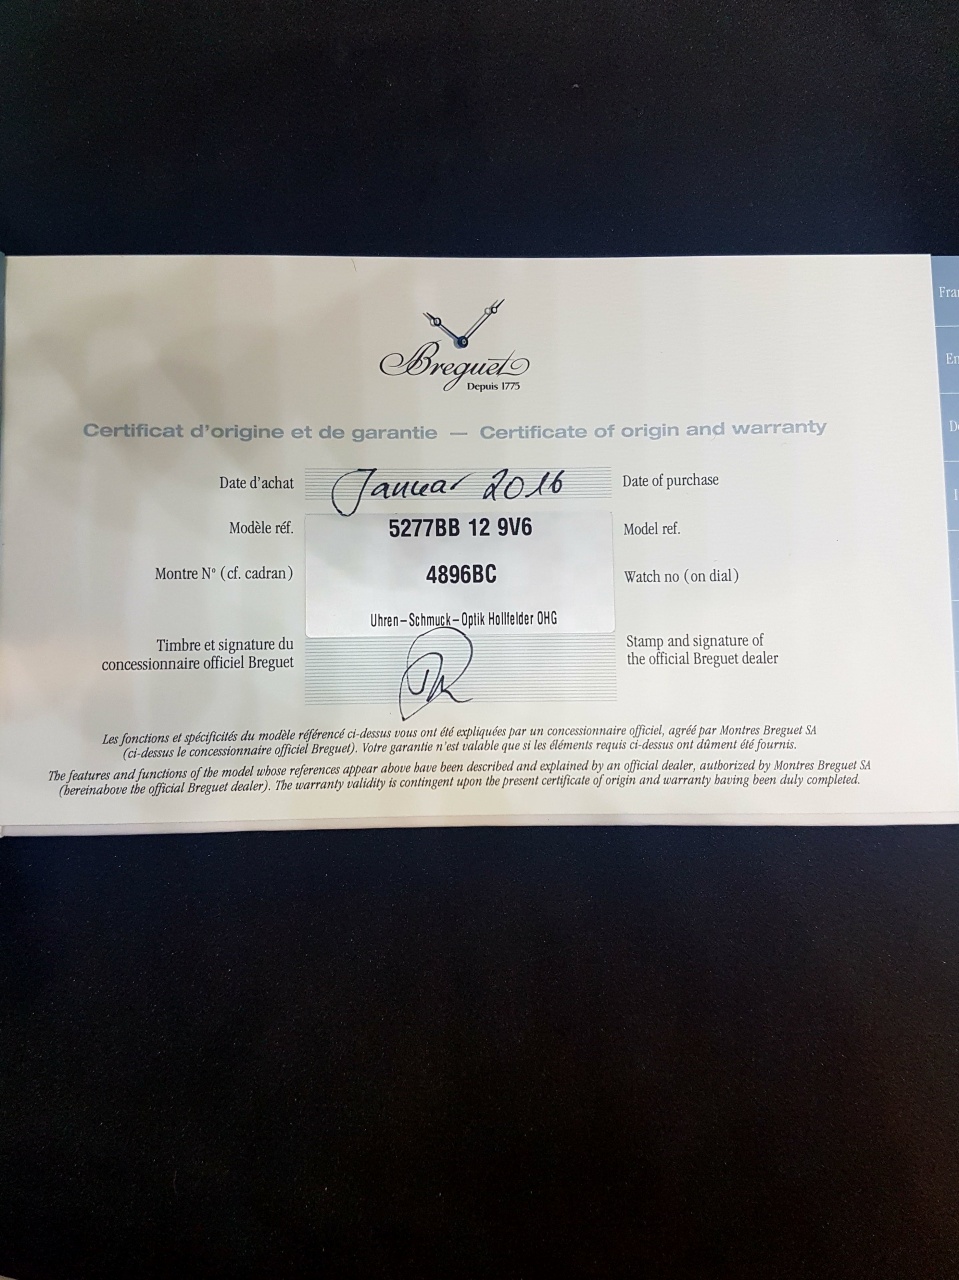 Breguet
Depuis 1775
Certificat d'origine et de garantie — Certificate of origin and warranty
Date d'achat Januar 2016 Date of purchase
Modèle réf. 5277BB 12 9V6 Model ref.
Montre N° (cf. cadran) 4896BC Watch no (on dial)
Uhren-Schmuck-Optik Hollfelder OHG
Timbre et signature du
concessionnaire officiel Breguet
Stamp and signature of
the official Breguet dealer
Les fonctions et spécificités du modèle référencé ci-dessus vous ont été expliquées par un concessionnaire officiel, agréé par Montres Breguet SA
(ci-dessus le concessionnaire officiel Breguet). Votre garantie n'est valable que si les éléments requis ci-dessus ont dûment été fournis.
The features and functions of the model whose references appear above have been described and explained by an official dealer, authorized by Montres Breguet SA
(hereinabove the official Breguet dealer). The warranty validity is contingent upon the present certificate of origin and warranty having been duly completed.